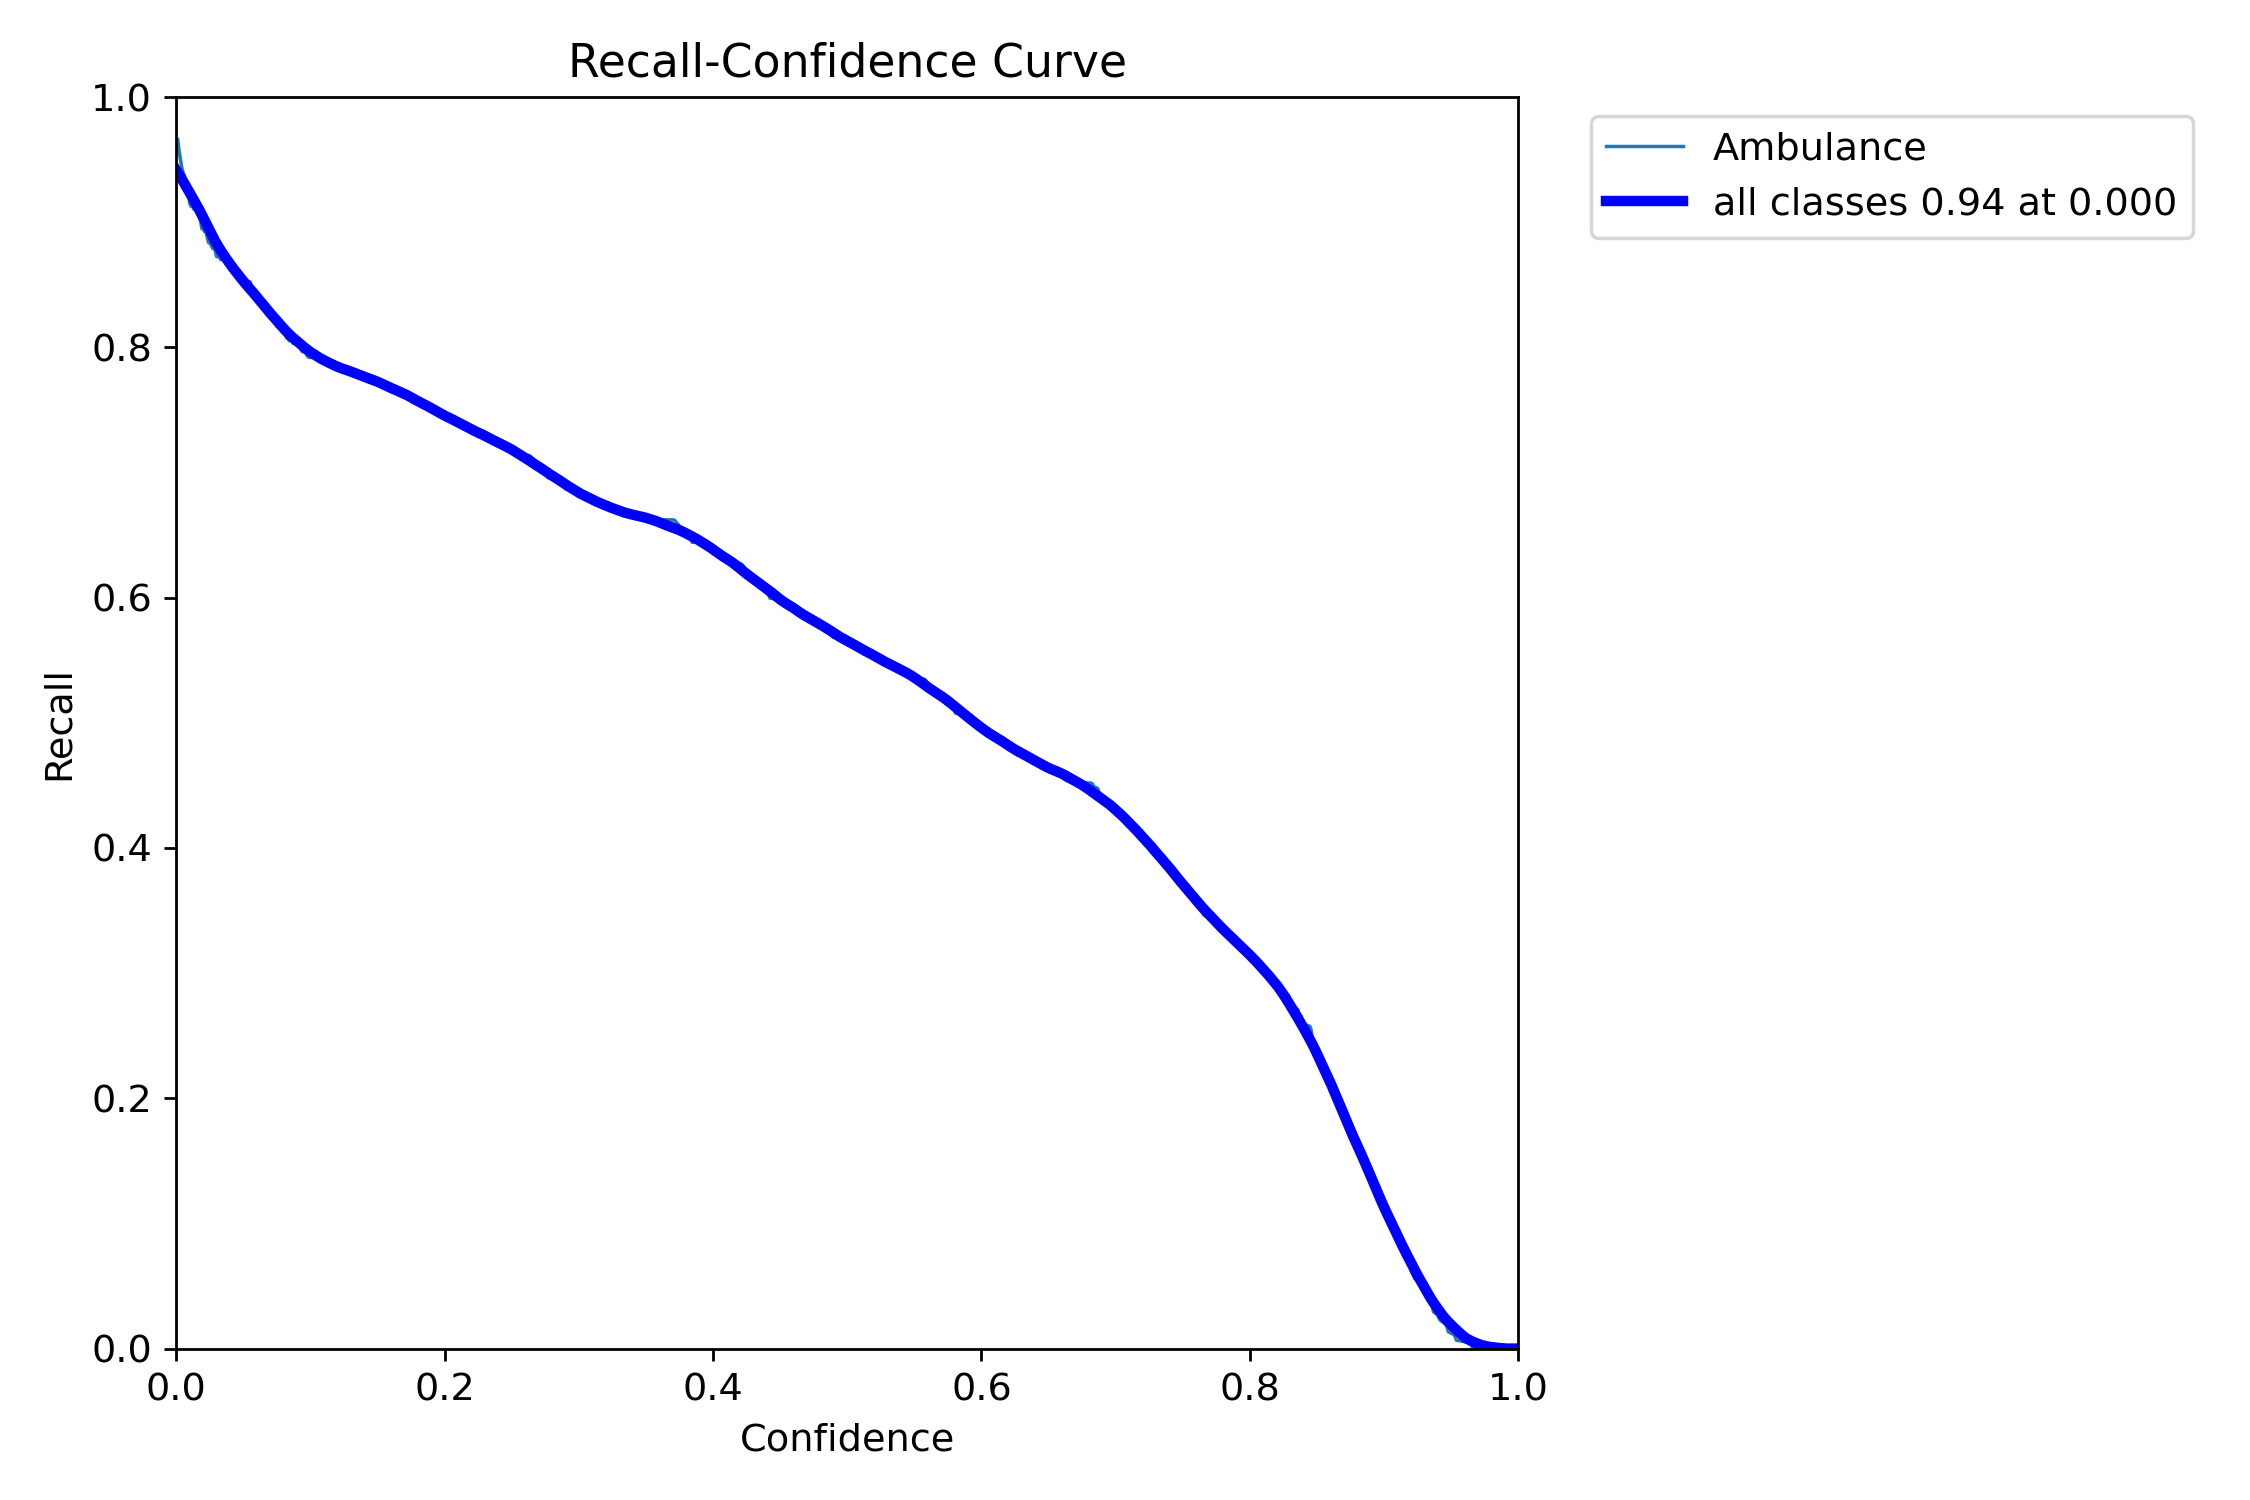 Recall-Confidence Curve
1.0
0.8
0.6
0.4
0.2
0.0
Recall
0.0 0.2 0.4 0.6 0.8 1.0
Confidence
Ambulance
all classes 0.94 at 0.000